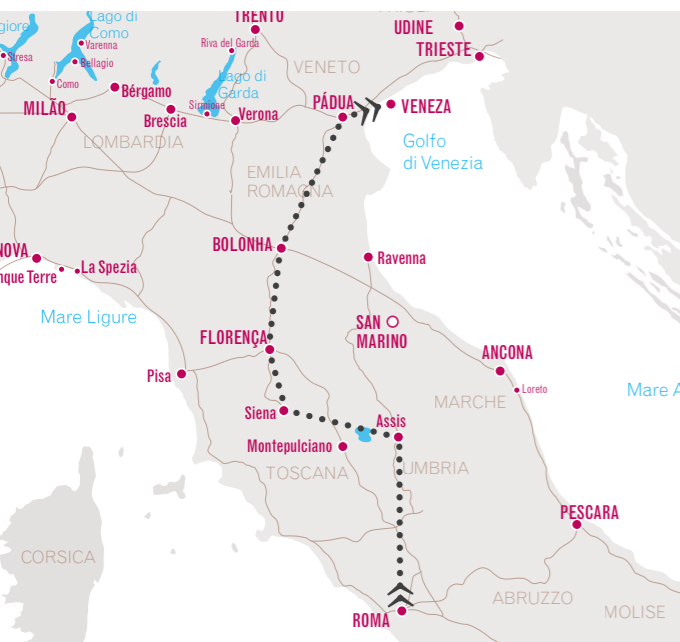 TRENTO
UDINE
TRIESTE
Lago di
Como
Varenna
Bellagio
Stresa
Como
Riva del Garda
VENETO
Lago di
Garda
Sirmione
MILÃO
Bérgamo
Brescia
Verona
PÁDUA
VENEZA
LOMBARDIA
Golfo
di Venezia
EMILIA
ROMAGNA
BOLONHA
Ravenna
La Spezia
Mare Ligure
SAN
MARINO
FLORENÇA
ANCONA
Pisa
Loreto
Mare A
MARCHE
Siena
Assis
Montepulciano
TOSCANA
UMBRIA
PESCARA
CORSICA
ABRUZZO
MOLISE
ROMA